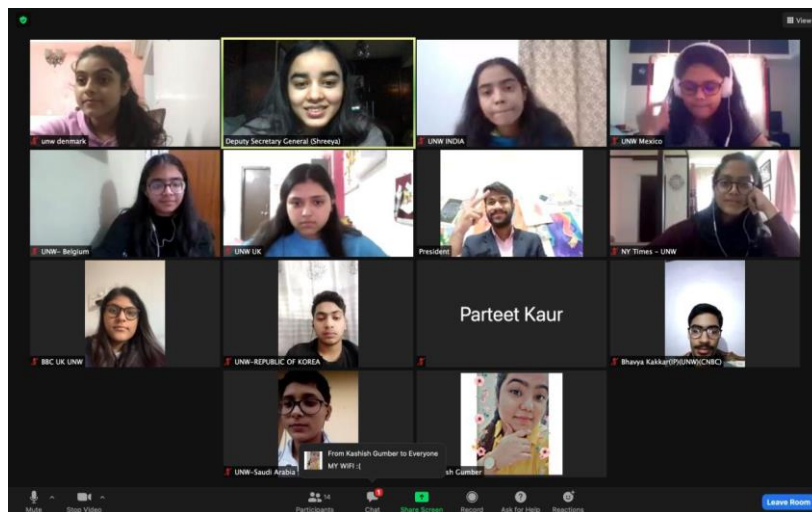 View
unw denmark
Deputy Secretary General (Shreeya)
UNW INDIA
UNW Mexico
UNW- Belgium
UNW UK
President
NY Times - UNW
BBC UK UNW
UNW-REPUBLIC OF KOREA
Parteet Kaur
Bhavya Kakkar(IP)(UNW)(CNBC)
UNW-Saudi Arabia
sh Gumber
From Kashish Gumber to Everyone
MY WIFI :(
Mute
Stop Video
14
Participants
Chat
Share Screen
Record
Ask for Help
Reactions
Leave Room